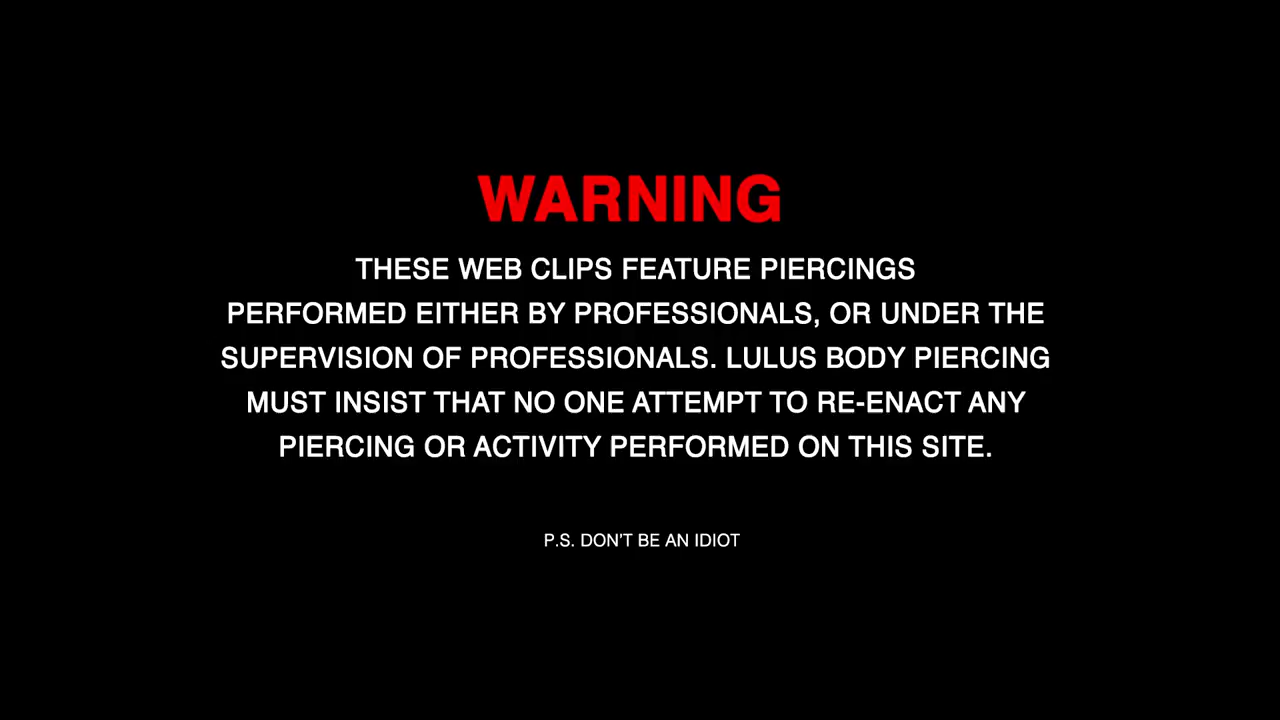 WARNING
THESE WEB CLIPS FEATURE PIERCINGS
PERFORMED EITHER BY PROFESSIONALS, OR UNDER THE
SUPERVISION OF PROFESSIONALS. LULUS BODY PIERCING
MUST INSIST THAT NO ONE ATTEMPT TO RE-ENACT ANY
PIERCING OR ACTIVITY PERFORMED ON THIS SITE.
P.S. DON'T BE AN IDIOT